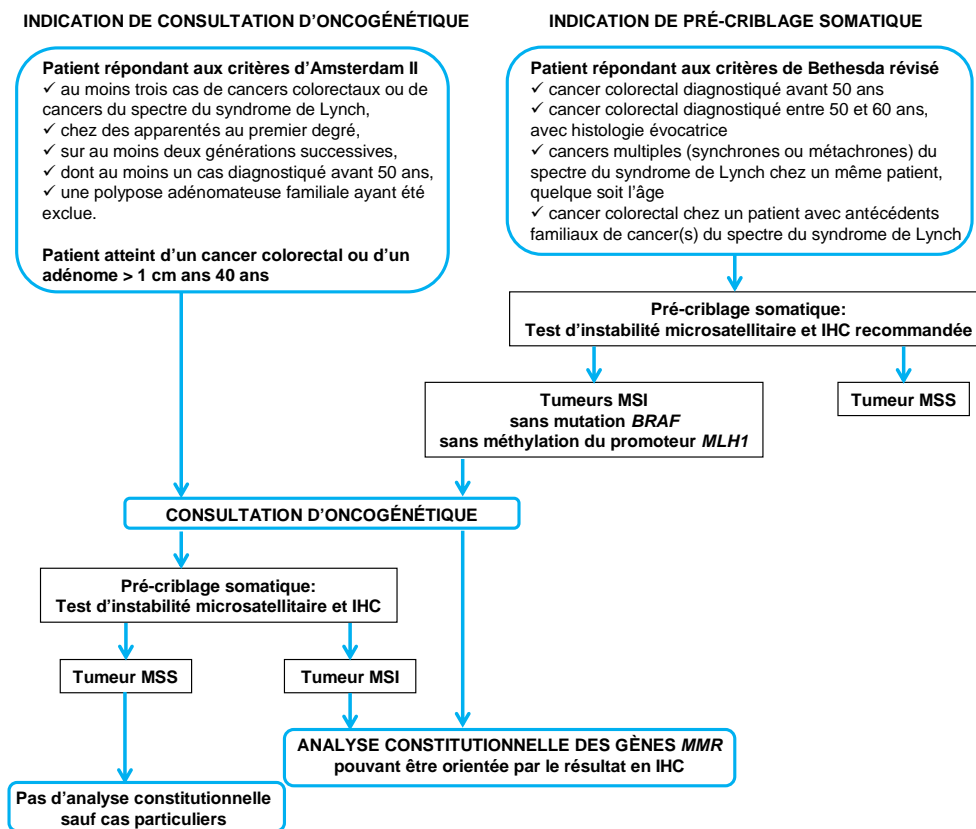 INDICATION DE CONSULTATION D'ONCOGÉNÉTIQUE
Patient répondant aux critères d'Amsterdam II
✓ au moins trois cas de cancers colorectaux ou de
cancers du spectre du syndrome de Lynch,
✓ chez des apparentés au premier degré,
✓ sur au moins deux générations successives,
✓ dont au moins un cas diagnostiqué avant 50 ans,
✓ une polypose adénomateuse familiale ayant été
exclue.
Patient atteint d'un cancer colorectal ou d'un
adénome > 1 cm ans 40 ans
INDICATION DE PRÉ-CRIBLAGE SOMATIQUE
Patient répondant aux critères de Bethesda révisé
✓ cancer colorectal diagnostiqué avant 50 ans
✓ cancer colorectal diagnostiqué entre 50 et 60 ans,
avec histologie évocatrice
✓ cancers multiples (synchrones ou métachrones) du
spectre du syndrome de Lynch chez un même patient,
quelque soit l'âge
✓ cancer colorectal chez un patient avec antécédents
familiaux de cancer(s) du spectre du syndrome de Lynch
Pré-criblage somatique:
Test d'instabilité microsatellitaire et IHC recommandée
Tumeurs MSI
sans mutation BRAF
sans méthylation du promoteur MLH1
Tumeur MSS
CONSULTATION D'ONCOGÉNÉTIQUE
Pré-criblage somatique:
Test d'instabilité microsatellitaire et IHC
Tumeur MSS
Tumeur MSI
ANALYSE CONSTITUTIONNELLE DES GÈNES MMR
pouvant être orientée par le résultat en IHC
Pas d'analyse constitutionnelle
sauf cas particuliers